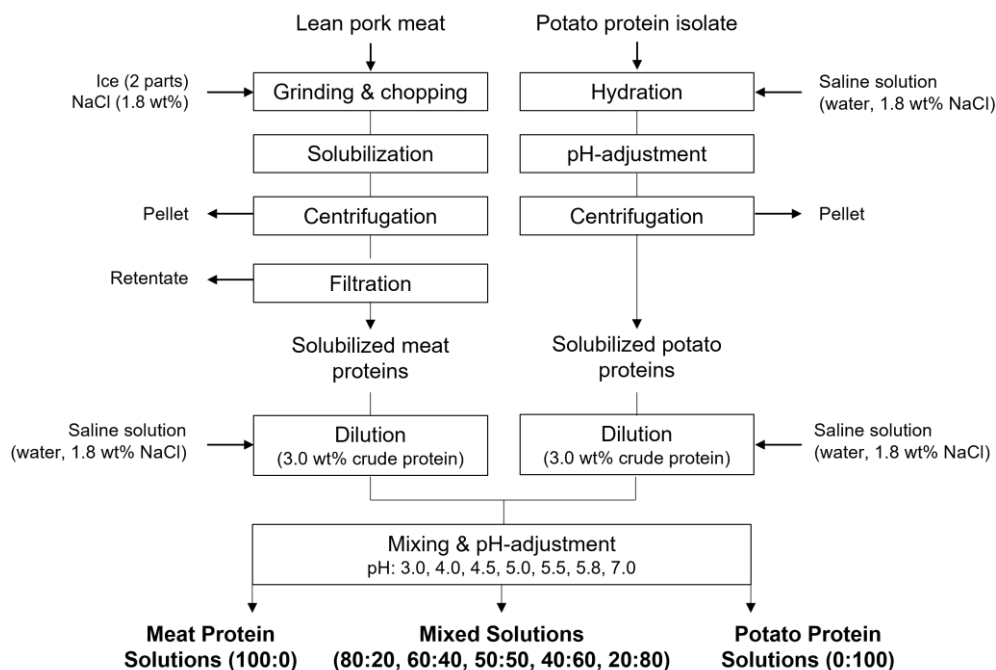 Lean pork meat
Potato protein isolate
Ice (2 parts)
NaCl (1.8 wt%)
Grinding & chopping
Hydration
Saline solution
(water, 1.8 wt% NaCl)
Solubilization
pH-adjustment
Pellet
Centrifugation
Centrifugation
Pellet
Retentate
Filtration
Solubilized meat
proteins
Solubilized potato
proteins
Saline solution
(water, 1.8 wt% NaCl)
Dilution
(3.0 wt% crude protein)
Dilution
(3.0 wt% crude protein)
Saline solution
(water, 1.8 wt% NaCl)
Mixing & pH-adjustment
pH: 3.0, 4.0, 4.5, 5.0, 5.5, 5.8, 7.0
Meat Protein
Solutions (100:0)
Mixed Solutions
(80:20, 60:40, 50:50, 40:60, 20:80)
Potato Protein
Solutions (0:100)